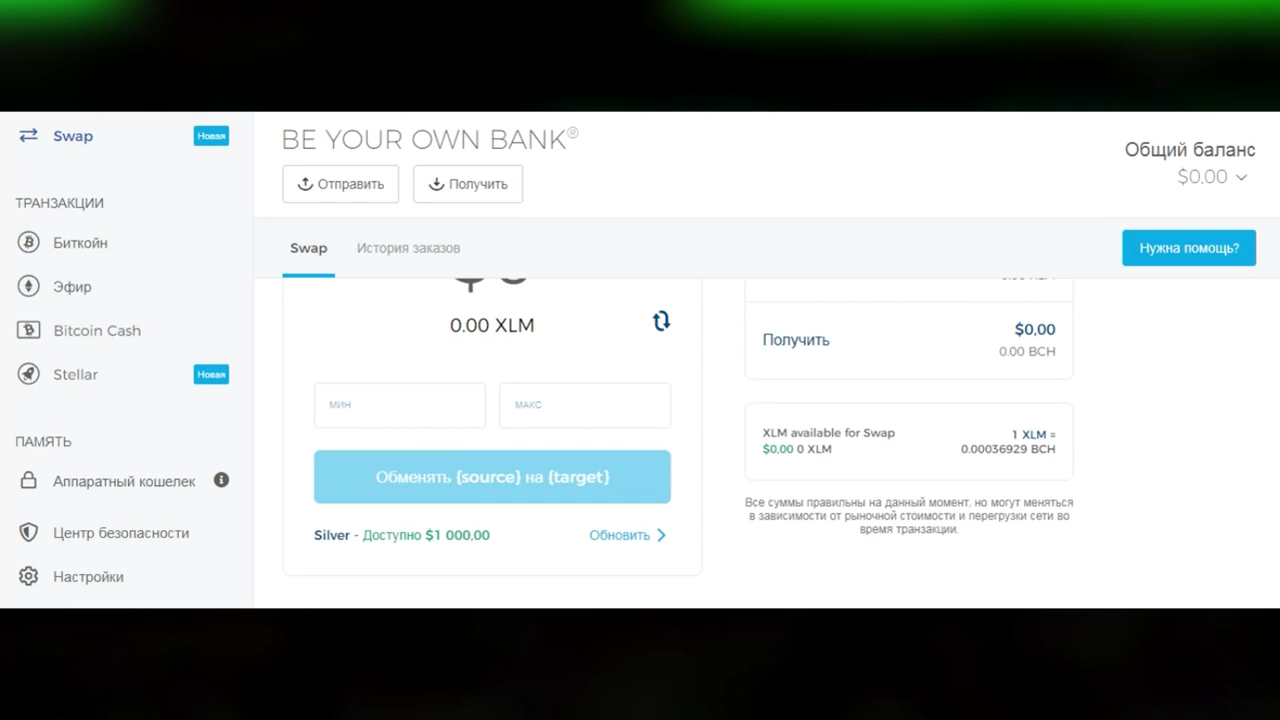 Swap
Новая
ТРАНЗАКЦИИ
Биткойн
Эфир
Bitcoin Cash
Stellar
Новая
ПАМЯТЬ
Аппаратный кошелек
Центр безопасности
Настройки
BE YOUR OWN BANK®
Отправить
Получить
Общий баланс
$0,00
Swap
История заказов
Нужна помощь?
0.00 XLM
МИН
МАКС
Обменять {source} на {target}
Silver - Доступно $1 000,00
Обновить
Получить
$0,00
0.00 BCH
XLM available for Swap
$0,00 0 XLM
1 XLM =
0.00036929 BCH
Все суммы правильны на данный момент, но могут меняться
в зависимости от рыночной стоимости и перегрузки сети во
время транзакции.